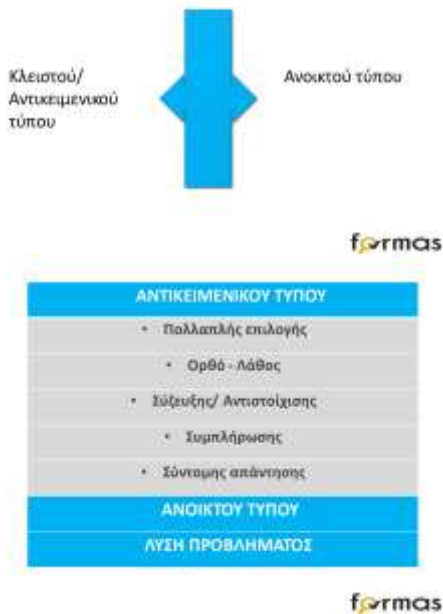 Κλειστού/
Αντικειμενικού
τύπου
Ανοικτού τύπου
formas
ΑΝΤΙΚΕΙΜΕΝΙΚΟΥ ΤΥΠΟΥ
• Πολλαπλής επιλογής
• Ορθό - Λάθος
• Σύζευξης/ Αντιστοίχισης
• Συμπλήρωσης
• Σύντομης απάντησης
ΑΝΟΙΚΤΟΥ ΤΥΠΟΥ
ΛΥΣΗ ΠΡΟΒΛΗΜΑΤΟΣ
formas